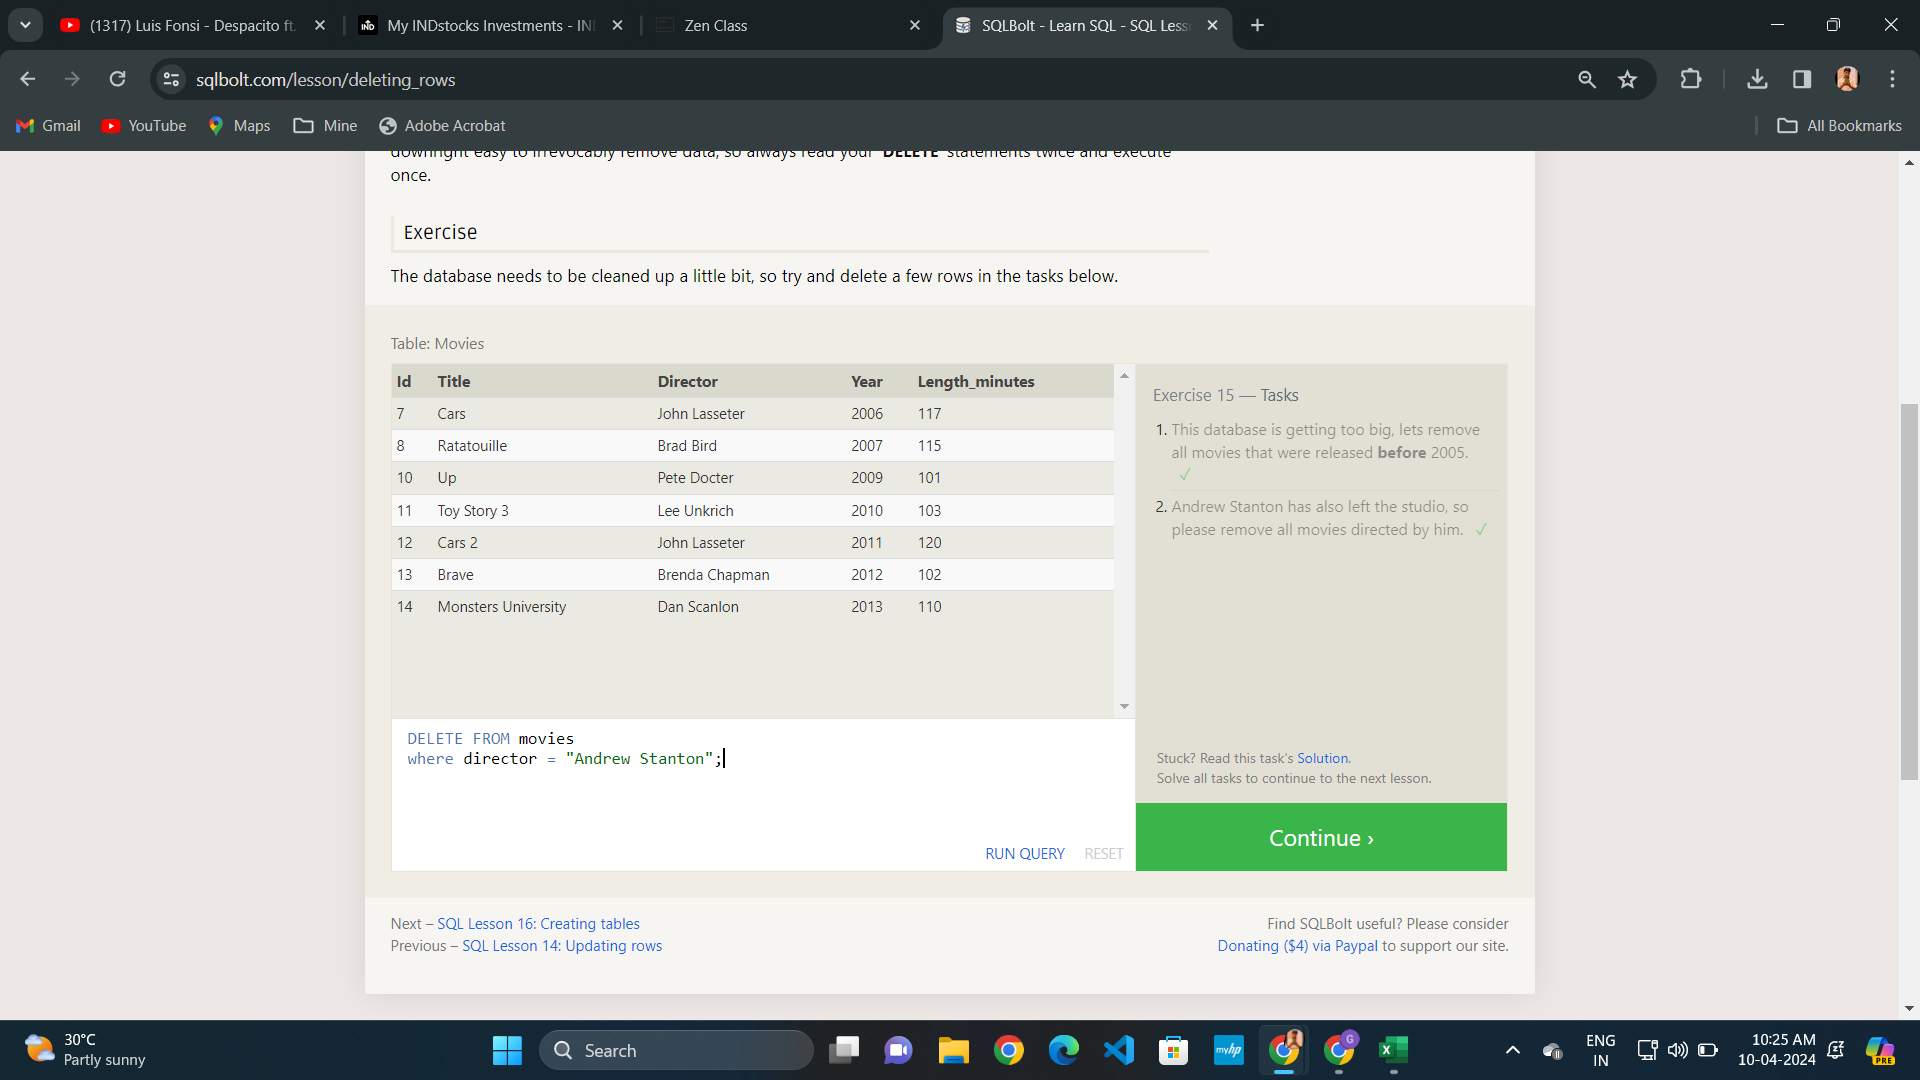 (1317) Luis Fonsi - Despacito ft.
My INDstocks Investments - IN
Zen Class
SQLBolt - Learn SQL - SQL Less
sqlbolt.com/lesson/deleting_rows
Gmail
YouTube
Maps
Mine
Adobe Acrobat
All Bookmarks
downright easy to irrevocably remove data, so always read your DELETE statements twice and execute
once.
Exercise
The database needs to be cleaned up a little bit, so try and delete a few rows in the tasks below.
Table: Movies
Id Title Director Year Length_minutes
7 Cars John Lasseter 2006 117
8 Ratatouille Brad Bird 2007 115
10 Up Pete Docter 2009 101
11 Toy Story 3 Lee Unkrich 2010 103
12 Cars 2 John Lasseter 2011 120
13 Brave Brenda Chapman 2012 102
14 Monsters University Dan Scanlon 2013 110
Exercise 15 — Tasks
1. This database is getting too big, lets remove
all movies that were released before 2005.
✓
2. Andrew Stanton has also left the studio, so
please remove all movies directed by him. ✓
DELETE FROM movies
where director = "Andrew Stanton";
RUN QUERY RESET
Stuck? Read this task's Solution.
Solve all tasks to continue to the next lesson.
Continue ›
Next – SQL Lesson 16: Creating tables
Previous – SQL Lesson 14: Updating rows
Find SQLBolt useful? Please consider
Donating ($4) via Paypal to support our site.
30°C
Partly sunny
Search
myhp
G
ENG
IN
10:25 AM
10-04-2024
PRE